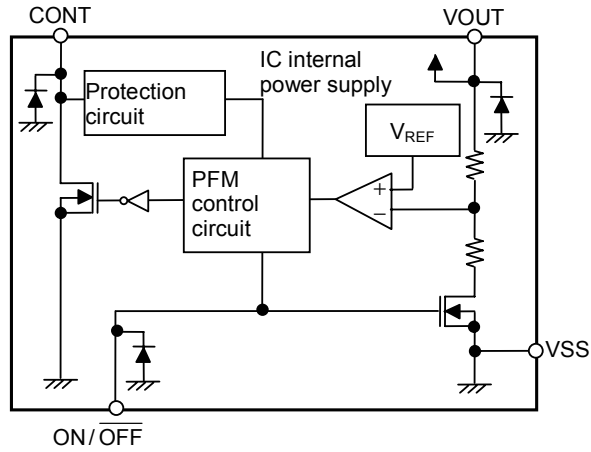 CONT
VOUT
IC internal
power supply
Protection
circuit
VREF
PFM
control
circuit
+
−
VSS
ON/OFF